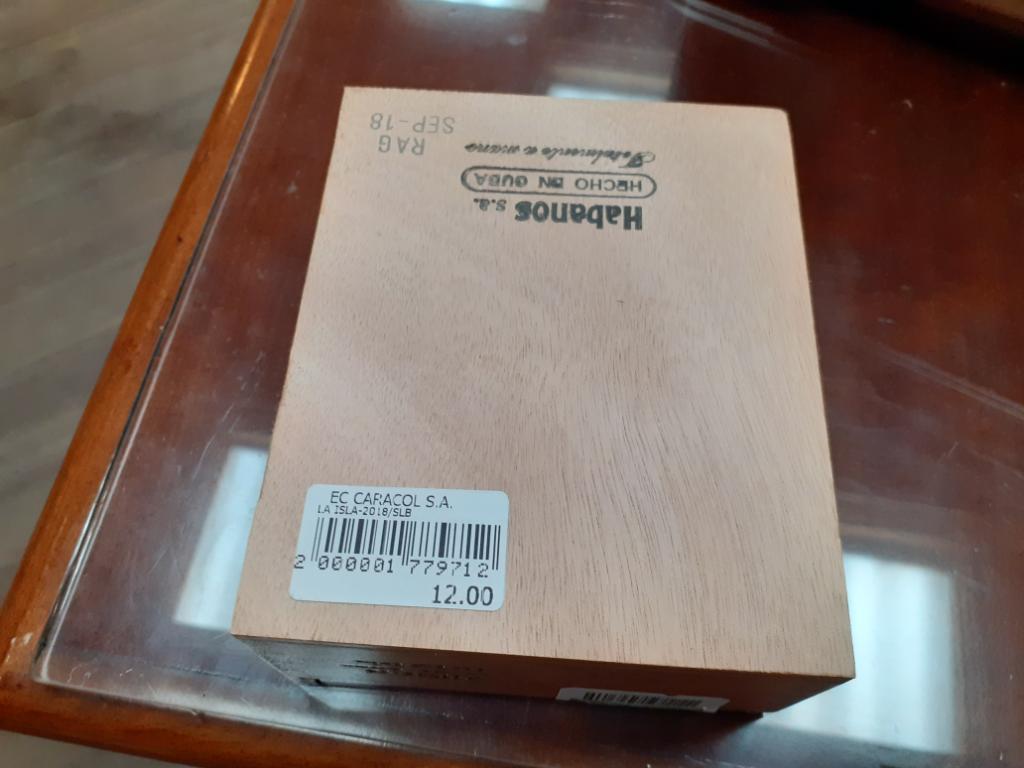 Habanos s.a.
HECHO EN CUBA
Totalmente a mano
RAG
SEP-18
EC CARACOL S.A.
LA ISLA-2018/SLB
2 000001 779712
12.00